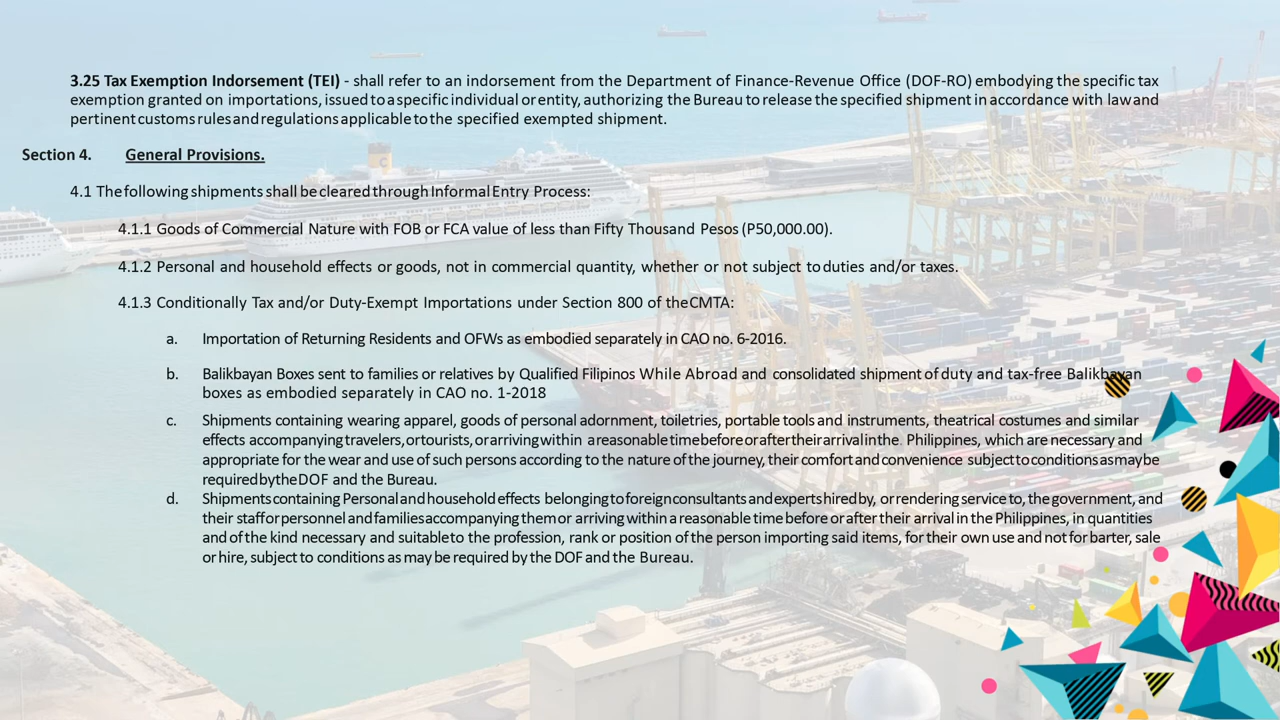 3.25 Tax Exemption Indorsement (TEI) - shall refer to an indorsement from the Department of Finance-Revenue Office (DOF-RO) embodying the specific tax
exemption granted on importations, issued to a specific individual or entity, authorizing the Bureau to release the specified shipment in accordance with law and
pertinent customs rules and regulations applicable to the specified exempted shipment.
Section 4. General Provisions.
4.1 The following shipments shall be cleared through Informal Entry Process:
4.1.1 Goods of Commercial Nature with FOB or FCA value of less than Fifty Thousand Pesos (P50,000.00).
4.1.2 Personal and household effects or goods, not in commercial quantity, whether or not subject to duties and/or taxes.
4.1.3 Conditionally Tax and/or Duty-Exempt Importations under Section 800 of the CMTA:
a. Importation of Returning Residents and OFWs as embodied separately in CAO no. 6-2016.
b. Balikbayan Boxes sent to families or relatives by Qualified Filipinos While Abroad and consolidated shipment of duty and tax-free Balikbayan
boxes as embodied separately in CAO no. 1-2018
c. Shipments containing wearing apparel, goods of personal adornment, toiletries, portable tools and instruments, theatrical costumes and similar
effects accompanying travelers, or tourists, or arriving within a reasonable time before or after their arrival in the Philippines, which are necessary and
appropriate for the wear and use of such persons according to the nature of the journey, their comfort and convenience subject to conditions as may be
required by the DOF and the Bureau.
d. Shipments containing Personal and household effects belonging to foreign consultants and experts hired by, or rendering service to, the government, and
their staff or personnel and families accompanying them or arriving within a reasonable time before or after their arrival in the Philippines, in quantities
and of the kind necessary and suitable to the profession, rank or position of the person importing said items, for their own use and not for barter, sale
or hire, subject to conditions as may be required by the DOF and the Bureau.